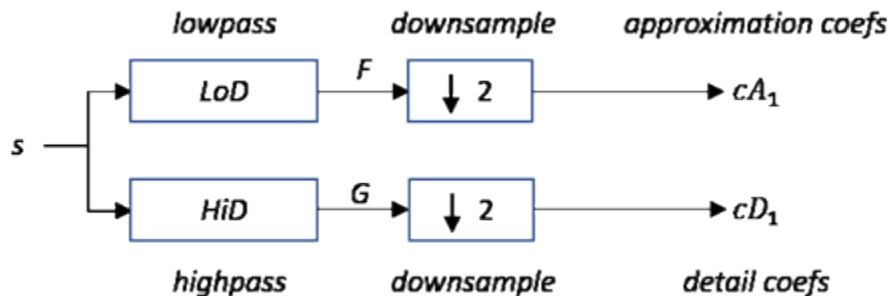 lowpass downsample approximation coefs
F
LoD 2 cA₁
s
G
HiD 2 cD₁
highpass downsample detail coefs